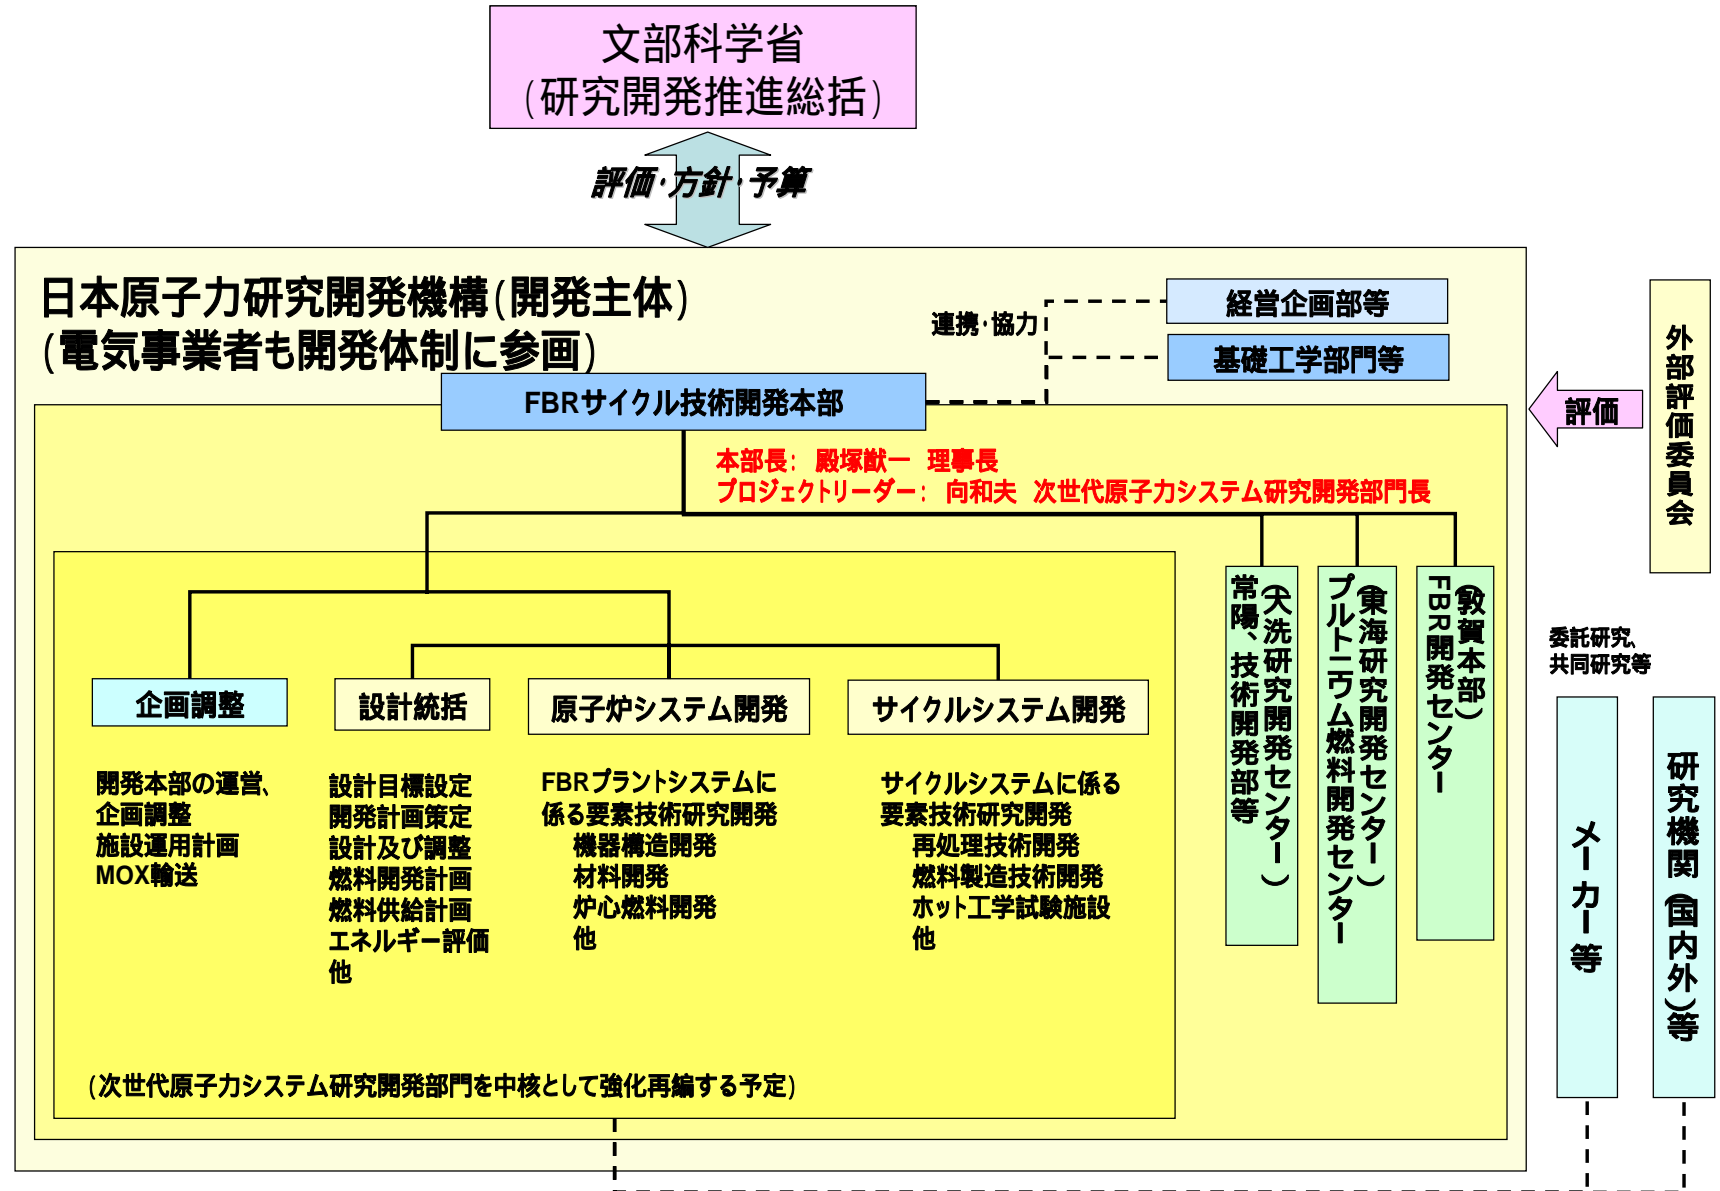 文部科学省
(研究開発推進総括)
評価・方針・予算
日本原子力研究開発機構(開発主体)
(電気事業者も開発体制に参画)
連携・協力
経営企画部等
基礎工学部門等
FBRサイクル技術開発本部
本部長: 殿塚猷一 理事長
プロジェクトリーダー: 向和夫 次世代原子力システム研究開発部門長
評価
外部評価委員会
企画調整
開発本部の運営、
企画調整
施設運用計画
MOX輸送
設計統括
設計目標設定
開発計画策定
設計及び調整
燃料開発計画
燃料供給計画
エネルギー評価
他
原子炉システム開発
FBRプラントシステムに
係る要素技術研究開発
機器構造開発
材料開発
炉心燃料開発
他
サイクルシステム開発
サイクルシステムに係る
要素技術研究開発
再処理技術開発
燃料製造技術開発
ホット工学試験施設
他
(大洗研究開発センター)
常陽、技術開発部等
(東海研究開発センター)
プルトニウム燃料開発センター
(敦賀本部)
FBR開発センター
委託研究、
共同研究等
メーカー等
研究機関(国内外)等
(次世代原子力システム研究開発部門を中核として強化再編する予定)